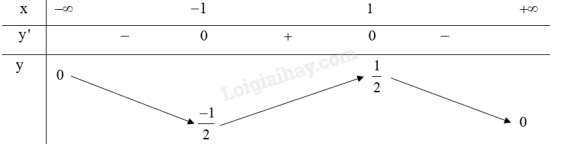 x −∞ −1 1 +∞
y' − 0 + 0 −
y 0 −1/2 1/2 0
Loigiaihay.com